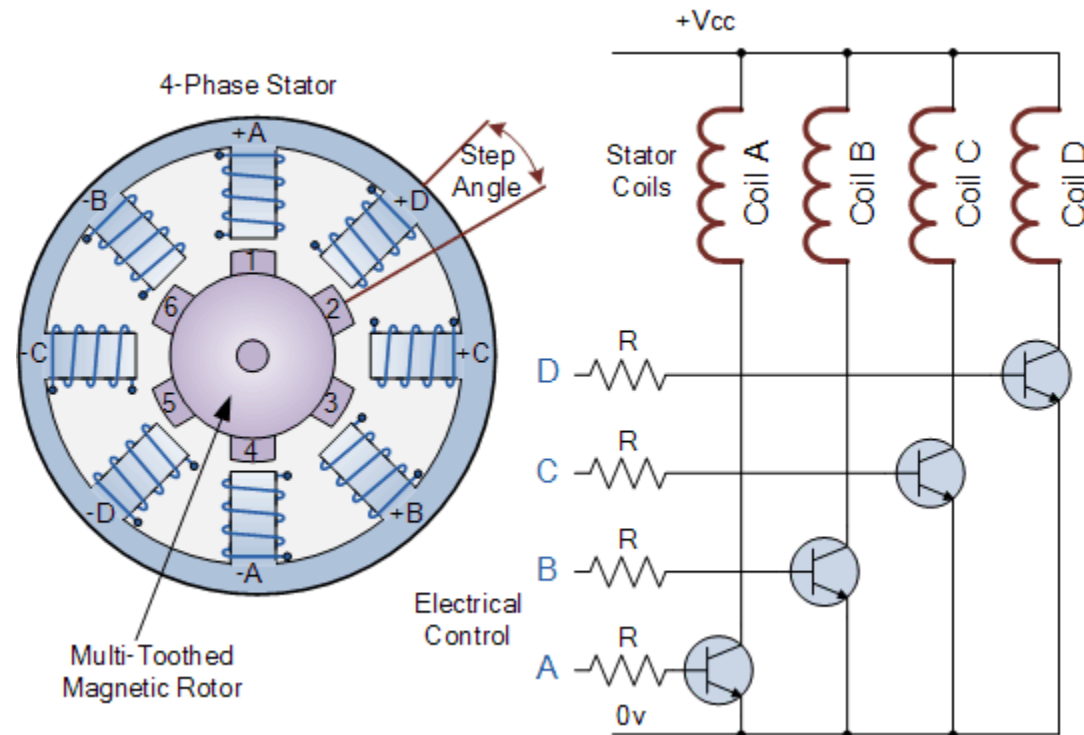 +Vcc
4-Phase Stator
+A
Step
Angle
-B
+D
Stator
Coils
Coil A
Coil B
Coil C
Coil D
1
2
6
-C
+C
5
3
4
-D
+B
-A
D
R
C
R
B
R
A
R
0v
Electrical
Control
Multi-Toothed
Magnetic Rotor